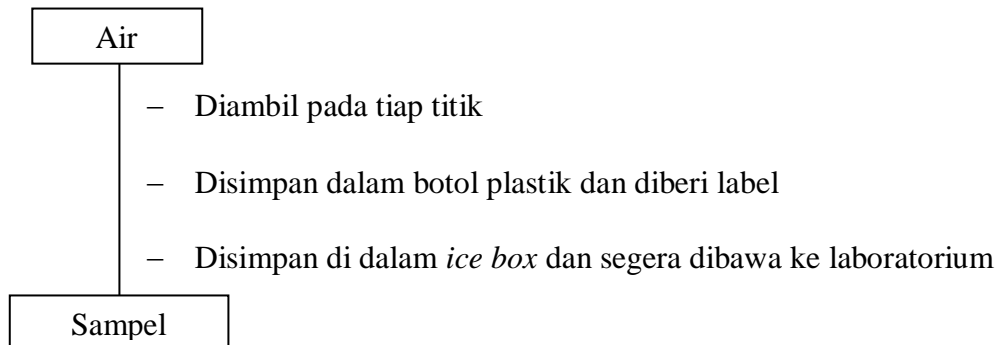 Air
– Diambil pada tiap titik
– Disimpan dalam botol plastik dan diberi label
– Disimpan di dalam ice box dan segera dibawa ke laboratorium
Sampel